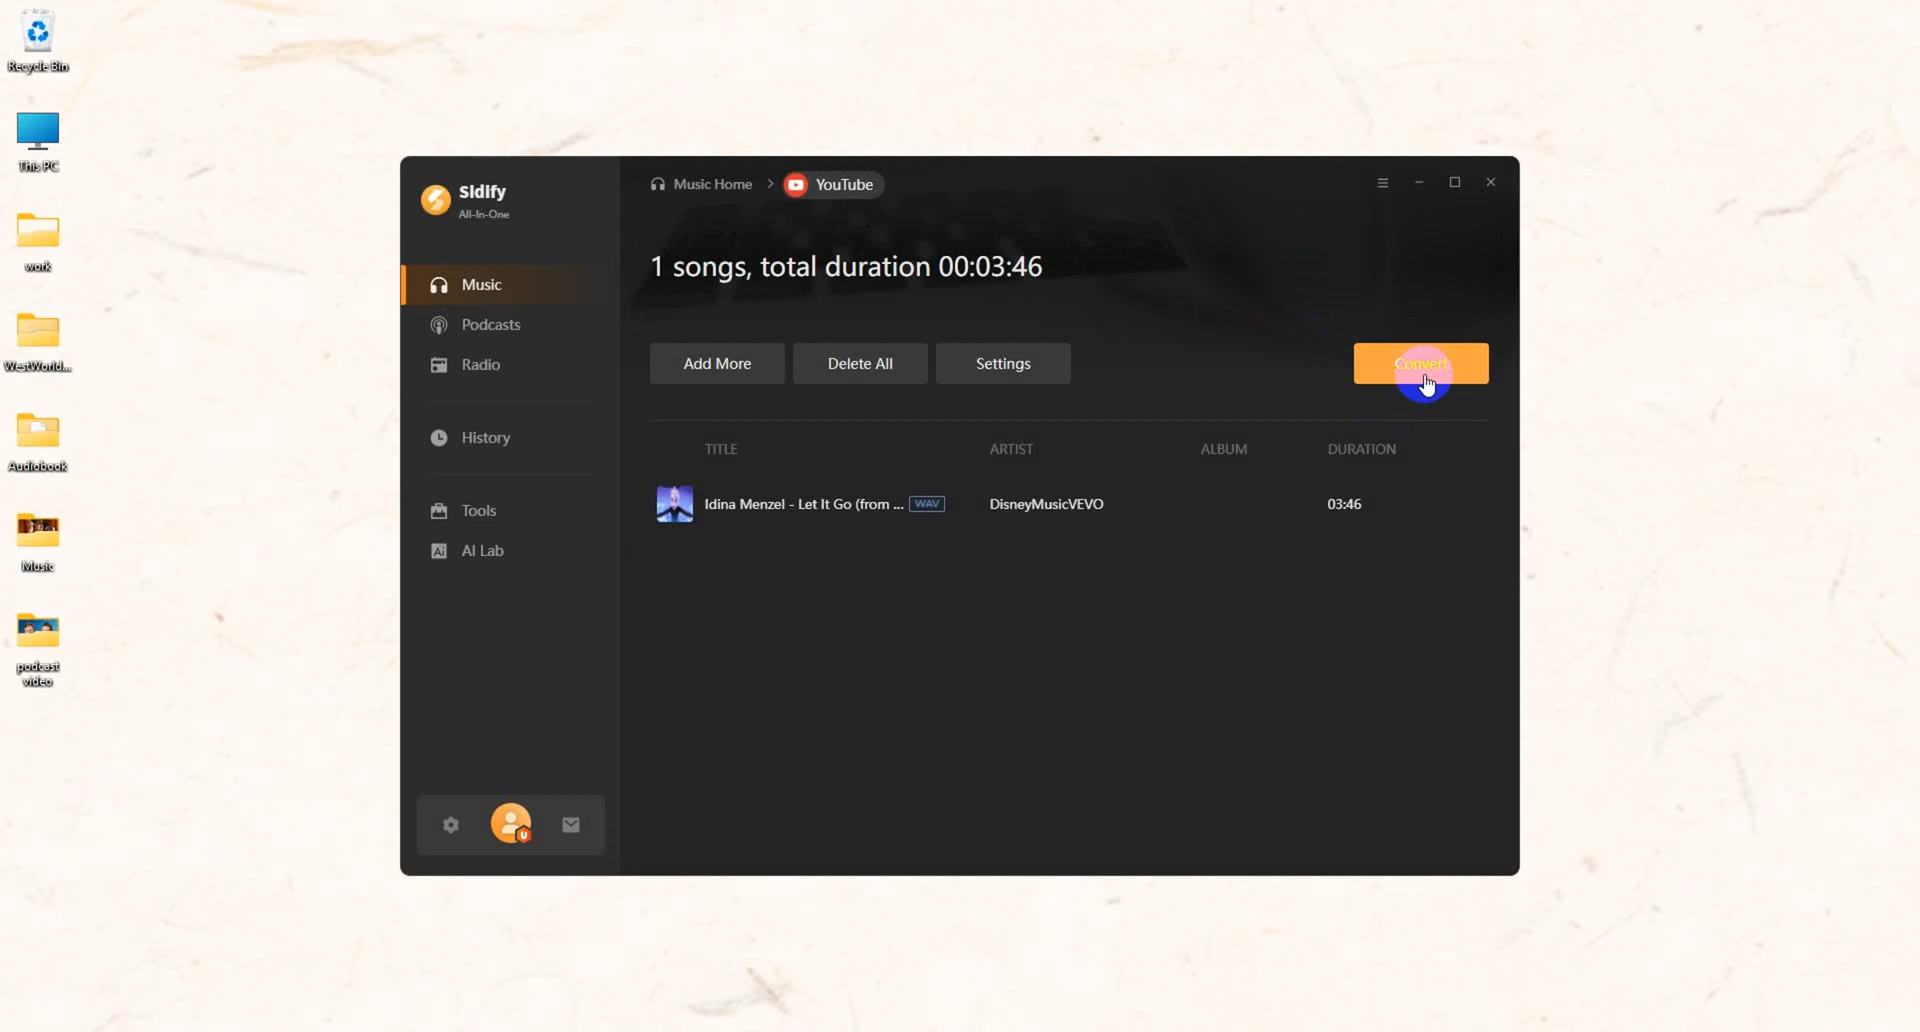 Recycle Bin
This PC
work
WestWorld...
Audiobook
Music
podcast
video
Sidify
All-In-One
Music
Podcasts
Radio
History
Tools
Ai AI Lab
U
Music Home > YouTube
1 songs, total duration 00:03:46
Add More Delete All Settings Convert
TITLE ARTIST ALBUM DURATION
Idina Menzel - Let It Go (from ... WAV DisneyMusicVEVO 03:46